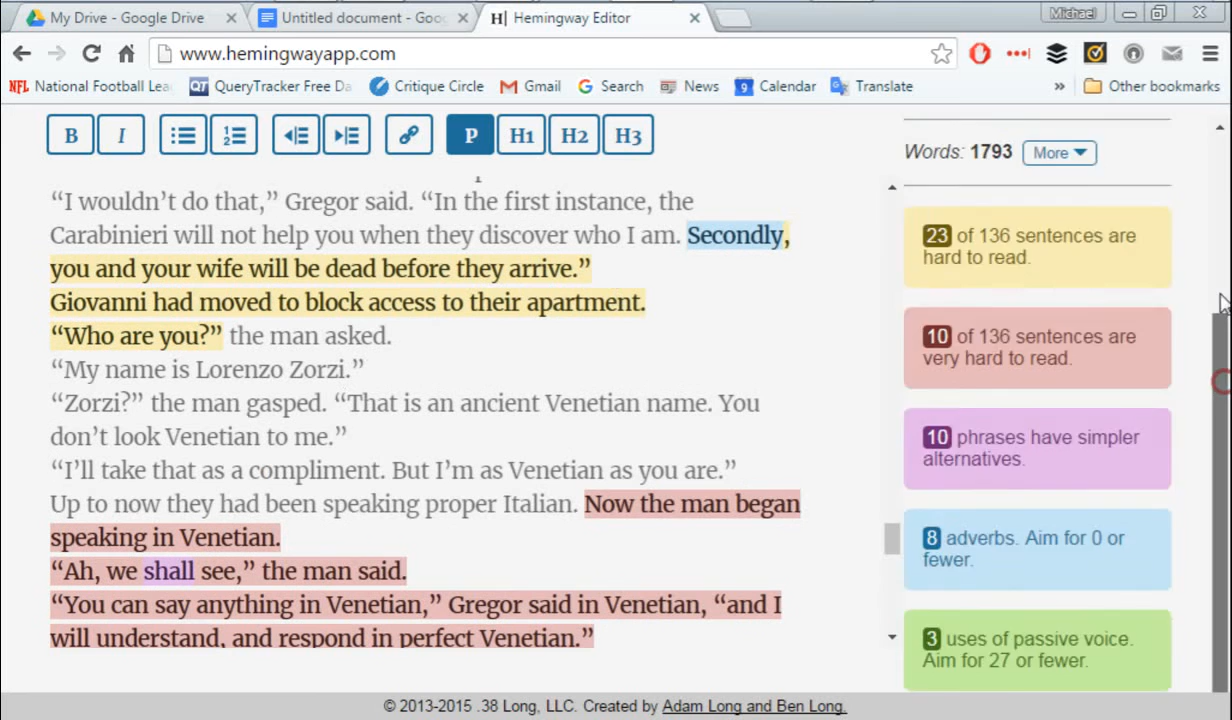 My Drive - Google Drive
Untitled document - Goo
H| Hemingway Editor
Michael
www.hemingwayapp.com
NFL National Football Lea
QT QueryTracker Free Da
Critique Circle
Gmail
Search
News
9 Calendar
Translate
» Other bookmarks
B I P H1 H2 H3
Words: 1793 More
“I wouldn’t do that,” Gregor said. “In the first instance, the
Carabinieri will not help you when they discover who I am. Secondly,
you and your wife will be dead before they arrive.”
Giovanni had moved to block access to their apartment.
“Who are you?” the man asked.
“My name is Lorenzo Zorzi.”
“Zorzi?” the man gasped. “That is an ancient Venetian name. You
don’t look Venetian to me.”
“I’ll take that as a compliment. But I’m as Venetian as you are.”
Up to now they had been speaking proper Italian. Now the man began
speaking in Venetian.
“Ah, we shall see,” the man said.
“You can say anything in Venetian,” Gregor said in Venetian, “and I
will understand, and respond in perfect Venetian.”
23 of 136 sentences are
hard to read.
10 of 136 sentences are
very hard to read.
10 phrases have simpler
alternatives.
8 adverbs. Aim for 0 or
fewer.
3 uses of passive voice.
Aim for 27 or fewer.
© 2013-2015 .38 Long, LLC. Created by Adam Long and Ben Long.